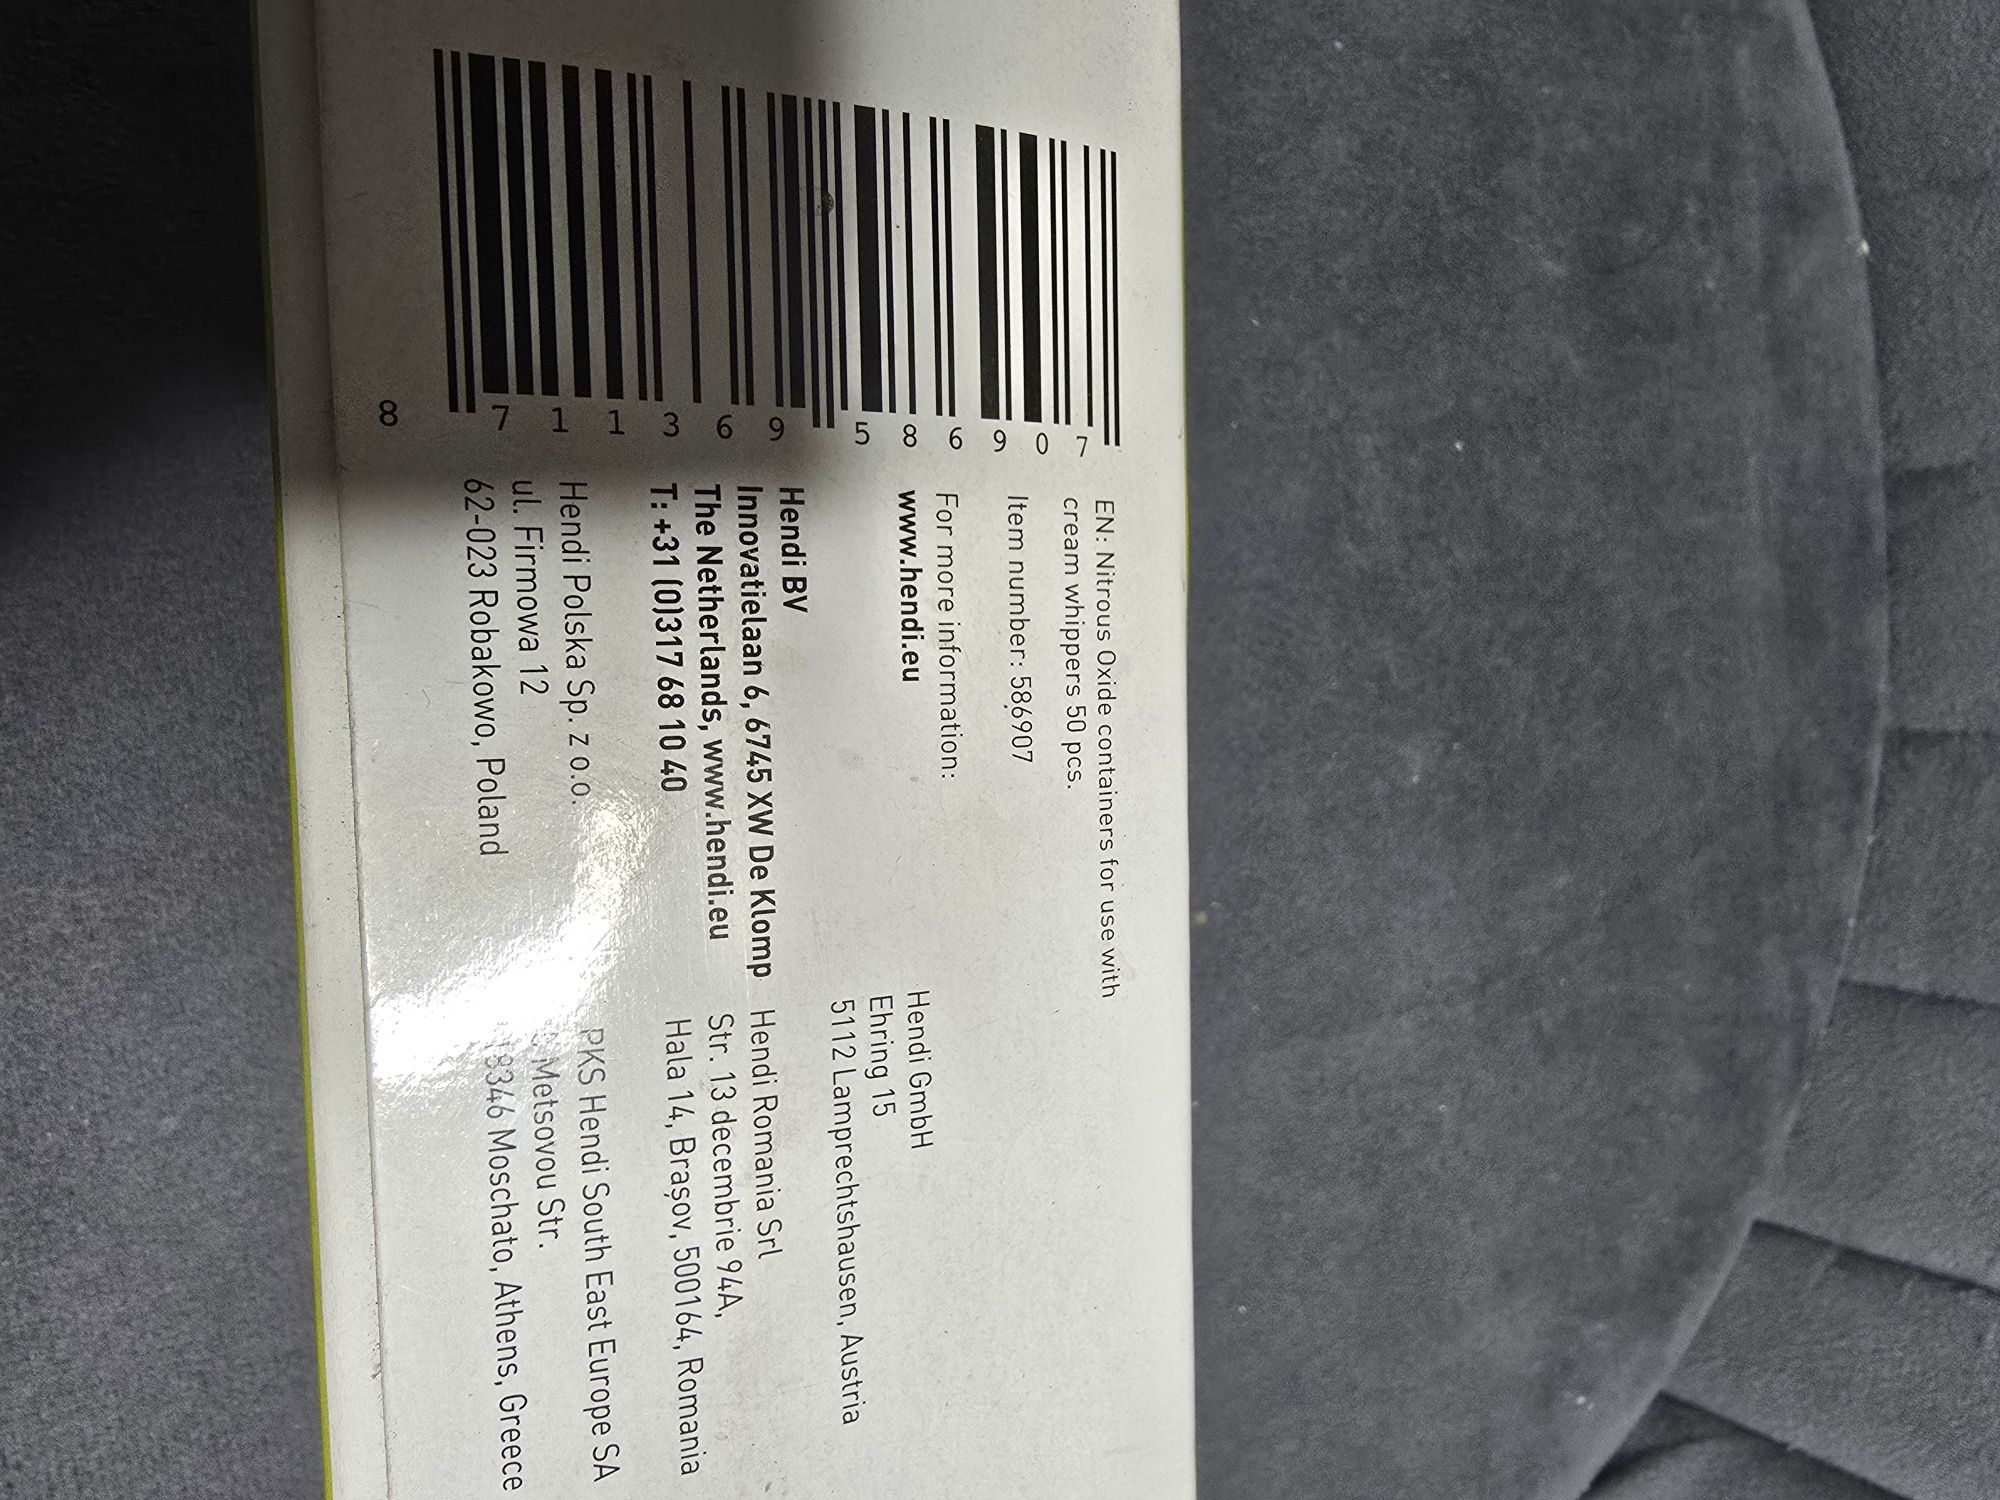 8 711369 586907
EN: Nitrous Oxide containers for use with
cream whippers 50 pcs.
Item number: 586907
For more information:
www.hendi.eu
Hendi BV
Innovatielaan 6, 6745 XW De Klomp
The Netherlands, www.hendi.eu
T: +31 (0)317 68 10 40
Hendi Polska Sp. z o.o.
ul. Firmowa 12
62-023 Robakowo, Poland
Hendi GmbH
Ehring 15
5112 Lamprechtshausen, Austria
Hendi Romania Srl
Str. 13 decembrie 94A,
Hala 14, Brașov, 500164, Romania
PKS Hendi South East Europe SA
Metsovou Str.
Moschato, Athens, Greece